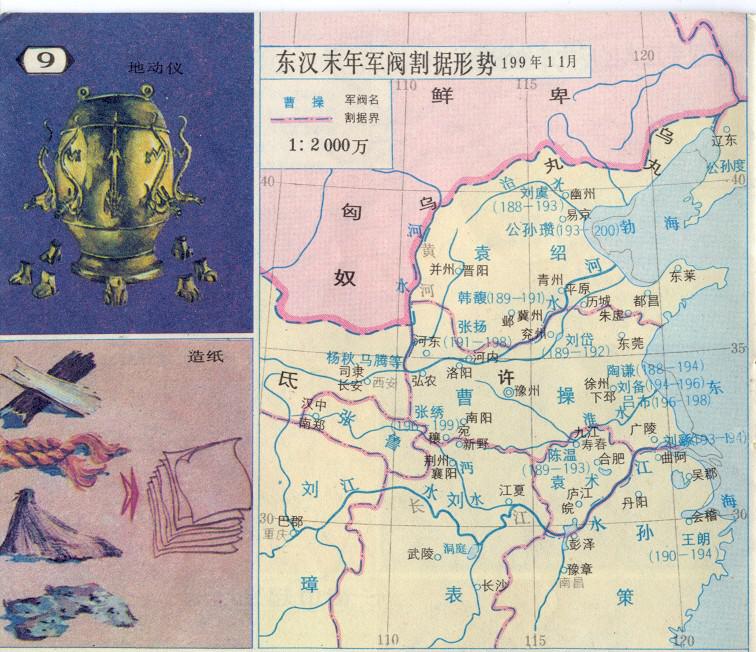 9
地动仪
造纸
东汉末年军阀割据形势 199年11月
曹操 军阀名
割据界
1:2 000万
110
115
120
鲜卑
乌丸
乌
辽东
公孙度
40
40
治水
刘虞
(188—193)
幽州
易京
公孙瓒(193—200)
渤海
匈奴
河水
黄河
袁绍
河水
并州 晋阳
青州
平原
东莱
韩馥(189—191)
历城
都昌
邺 冀州
朱虚
张扬
(191—198)
兖州
刘岱
(189—192)
东莞
河东
河内
35
杨秋 马腾等
司隶
长安
西安
弘农
洛阳
许
陶谦(188—194)
徐州
刘备(194—196)
下邳
吕布(196—198)
东海
氐
豫州
曹操
淮水
汉中
南郑
张鲁
张绣
(196—199)
南阳
穰
宛
新野
九江
寿春
广陵
刘繇(193—194)
荆州
襄阳
沔水
陈温
(189—193)
合肥
曲阿
吴郡
刘璋
江水
长江
刘表
江夏
袁术
庐江
皖
江水
丹阳
会稽
30
30
巴郡
重庆
孙策
王朗
(190—194)
武陵
洞庭
彭泽
豫章
南昌
长沙
110
115
120